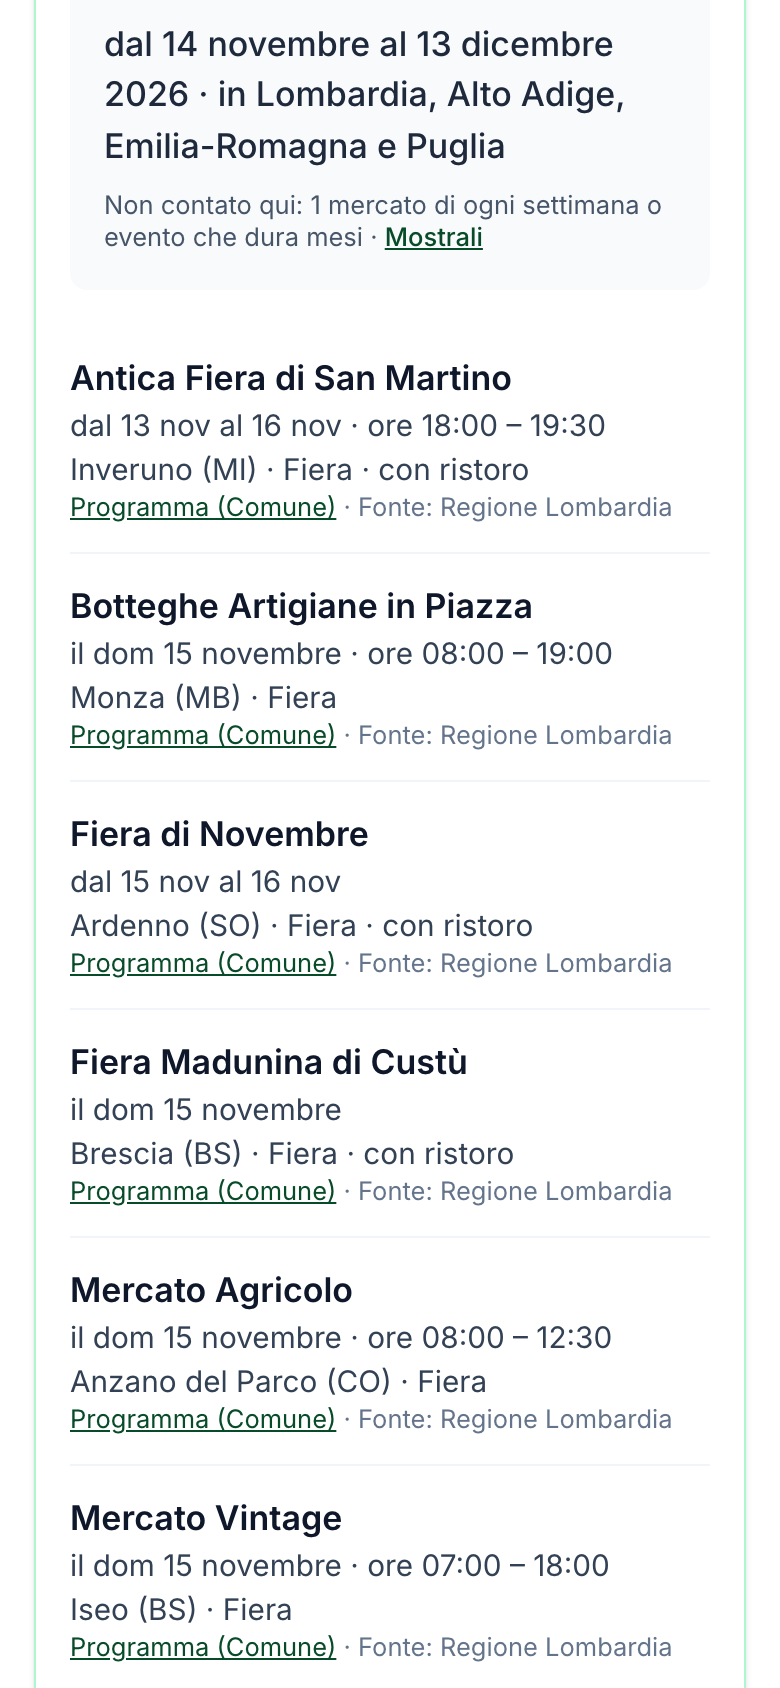 dal 14 novembre al 13 dicembre
2026 · in Lombardia, Alto Adige,
Emilia-Romagna e Puglia
Non contato qui: 1 mercato di ogni settimana o
evento che dura mesi · Mostrali
Antica Fiera di San Martino
dal 13 nov al 16 nov · ore 18:00 – 19:30
Inveruno (MI) · Fiera · con ristoro
Programma (Comune) · Fonte: Regione Lombardia
Botteghe Artigiane in Piazza
il dom 15 novembre · ore 08:00 – 19:00
Monza (MB) · Fiera
Programma (Comune) · Fonte: Regione Lombardia
Fiera di Novembre
dal 15 nov al 16 nov
Ardenno (SO) · Fiera · con ristoro
Programma (Comune) · Fonte: Regione Lombardia
Fiera Madunina di Custù
il dom 15 novembre
Brescia (BS) · Fiera · con ristoro
Programma (Comune) · Fonte: Regione Lombardia
Mercato Agricolo
il dom 15 novembre · ore 08:00 – 12:30
Anzano del Parco (CO) · Fiera
Programma (Comune) · Fonte: Regione Lombardia
Mercato Vintage
il dom 15 novembre · ore 07:00 – 18:00
Iseo (BS) · Fiera
Programma (Comune) · Fonte: Regione Lombardia